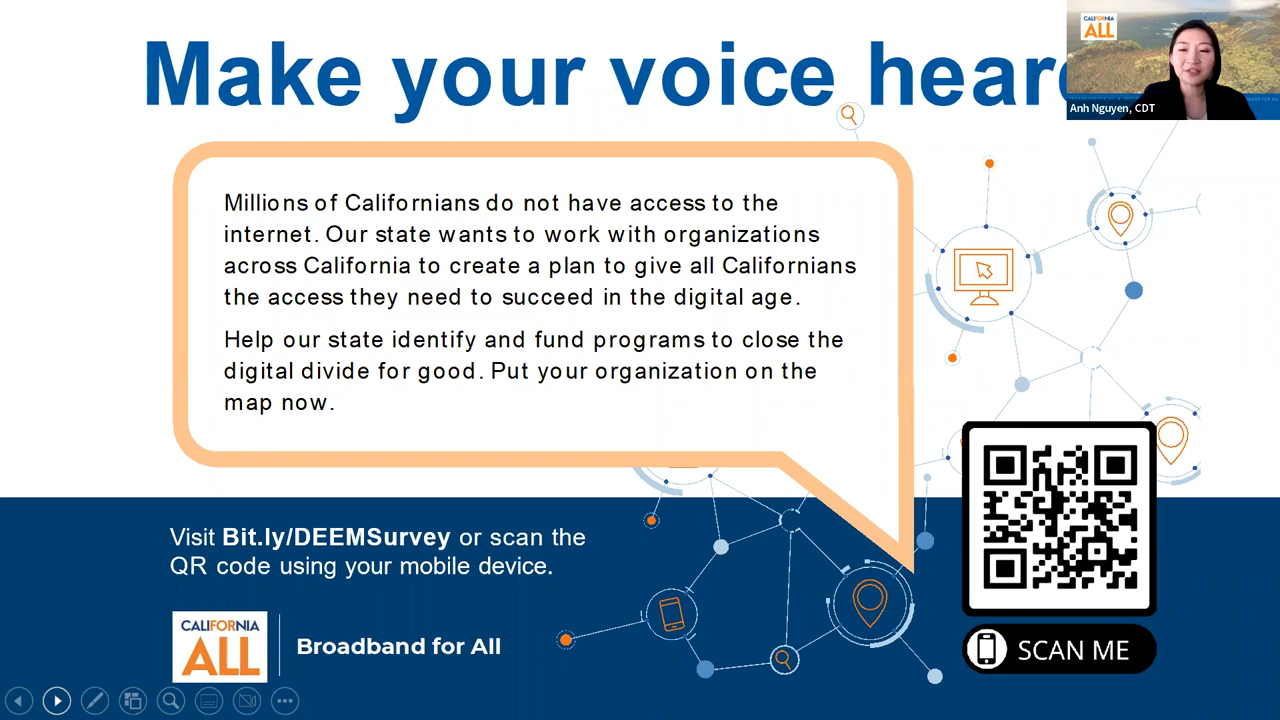 Make your voice hear
CALIFORNIA
ALL
Anh Nguyen, CDT
Millions of Californians do not have access to the
internet. Our state wants to work with organizations
across California to create a plan to give all Californians
the access they need to succeed in the digital age.
Help our state identify and fund programs to close the
digital divide for good. Put your organization on the
map now.
Visit Bit.ly/DEEMSurvey or scan the
QR code using your mobile device.
CALIFORNIA
ALL
Broadband for All
SCAN ME